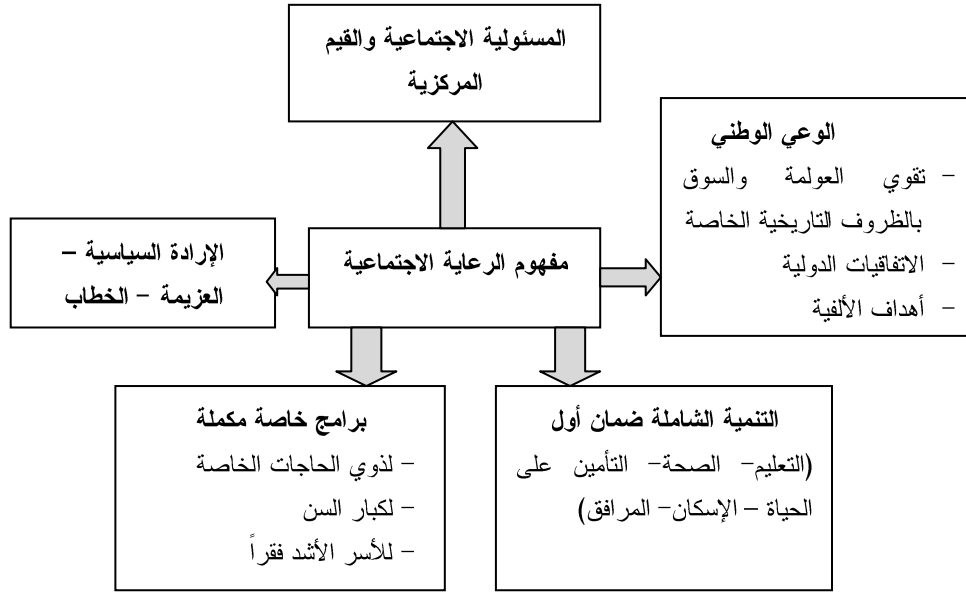 المسئولية الاجتماعية والقيم
المركزية
الوعي الوطني
- تقوي العولمة والسوق
بالظروف التاريخية الخاصة
- الاتفاقيات الدولية
- أهداف الألفية
مفهوم الرعاية الاجتماعية
الإرادة السياسية –
العزيمة – الخطاب
التنمية الشاملة ضمان أول
(التعليم- الصحة- التأمين على
الحياة – الإسكان- المرافق)
برامج خاصة مكملة
- لذوي الحاجات الخاصة
- لكبار السن
- للأسر الأشد فقراً